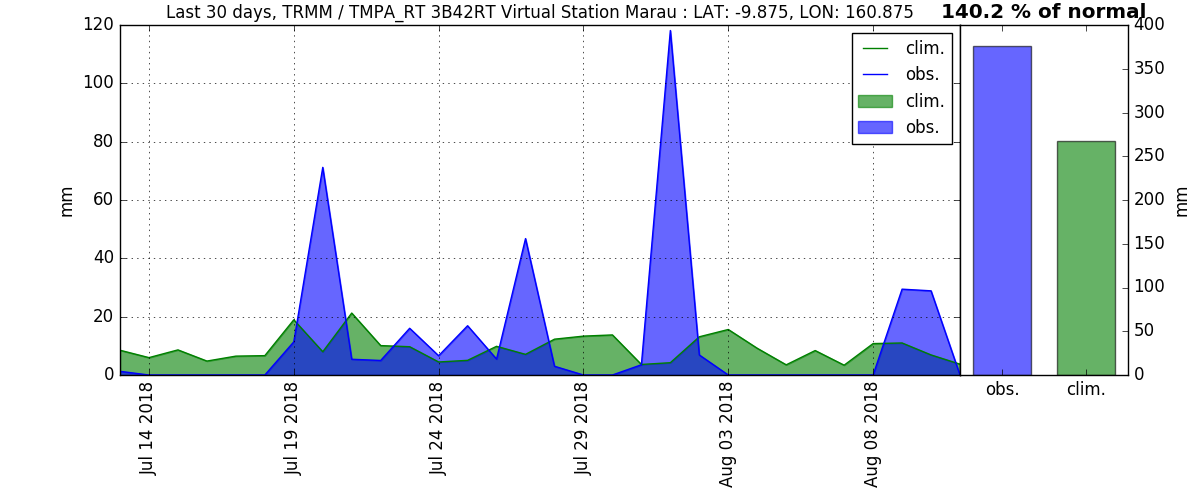 Last 30 days, TRMM / TMPA_RT 3B42RT Virtual Station Marau : LAT: -9.875, LON: 160.875
140.2 % of normal
mm
120
100
80
60
40
20
0
clim.
obs.
clim.
obs.
Jul 14 2018
Jul 19 2018
Jul 24 2018
Jul 29 2018
Aug 03 2018
Aug 08 2018
400
350
300
250
200
150
100
50
0
mm
obs.
clim.